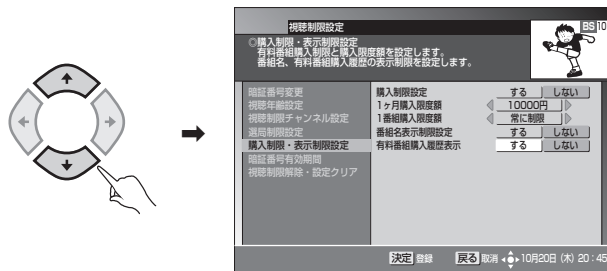 視聴制限設定
BS 10
◎購入制限・表示制限設定
有料番組購入制限と購入限度額を設定します。
番組名、有料番組購入履歴の表示制限を設定します。
暗証番号変更
視聴年齢設定
視聴制限チャンネル設定
選局制限設定
購入制限・表示制限設定
暗証番号有効期間
視聴制限解除・設定クリア
購入制限設定 する しない
1ヶ月購入限度額 10000円
1番組購入限度額 常に制限
番組名表示制限設定 する しない
有料番組購入履歴表示 する しない
決定 登録 戻る 取消 10月20日 (木) 20:45